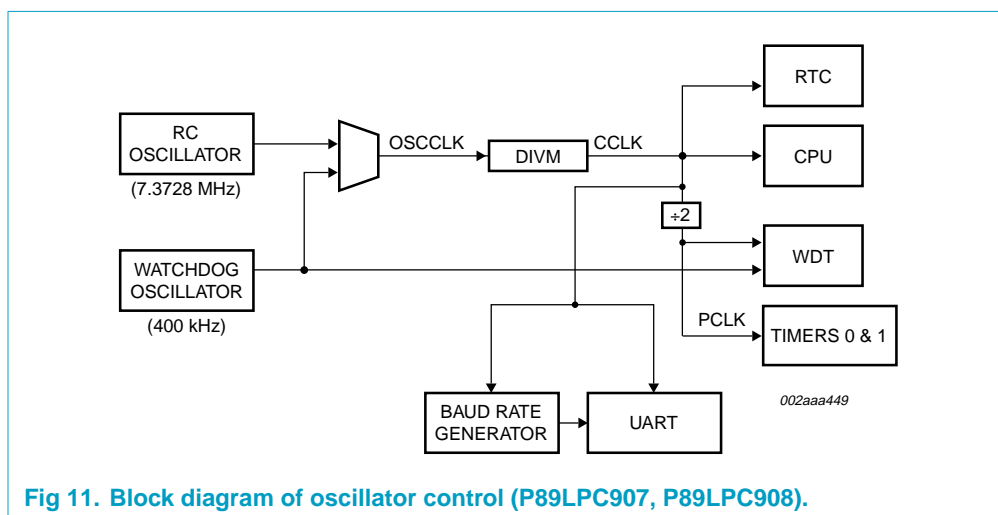 RTC
RC
OSCILLATOR
(7.3728 MHz)
OSCCLK
DIVM
CCLK
CPU
÷2
WDT
WATCHDOG
OSCILLATOR
(400 kHz)
PCLK
TIMERS 0 & 1
002aaa449
BAUD RATE
GENERATOR
UART
Fig 11. Block diagram of oscillator control (P89LPC907, P89LPC908).